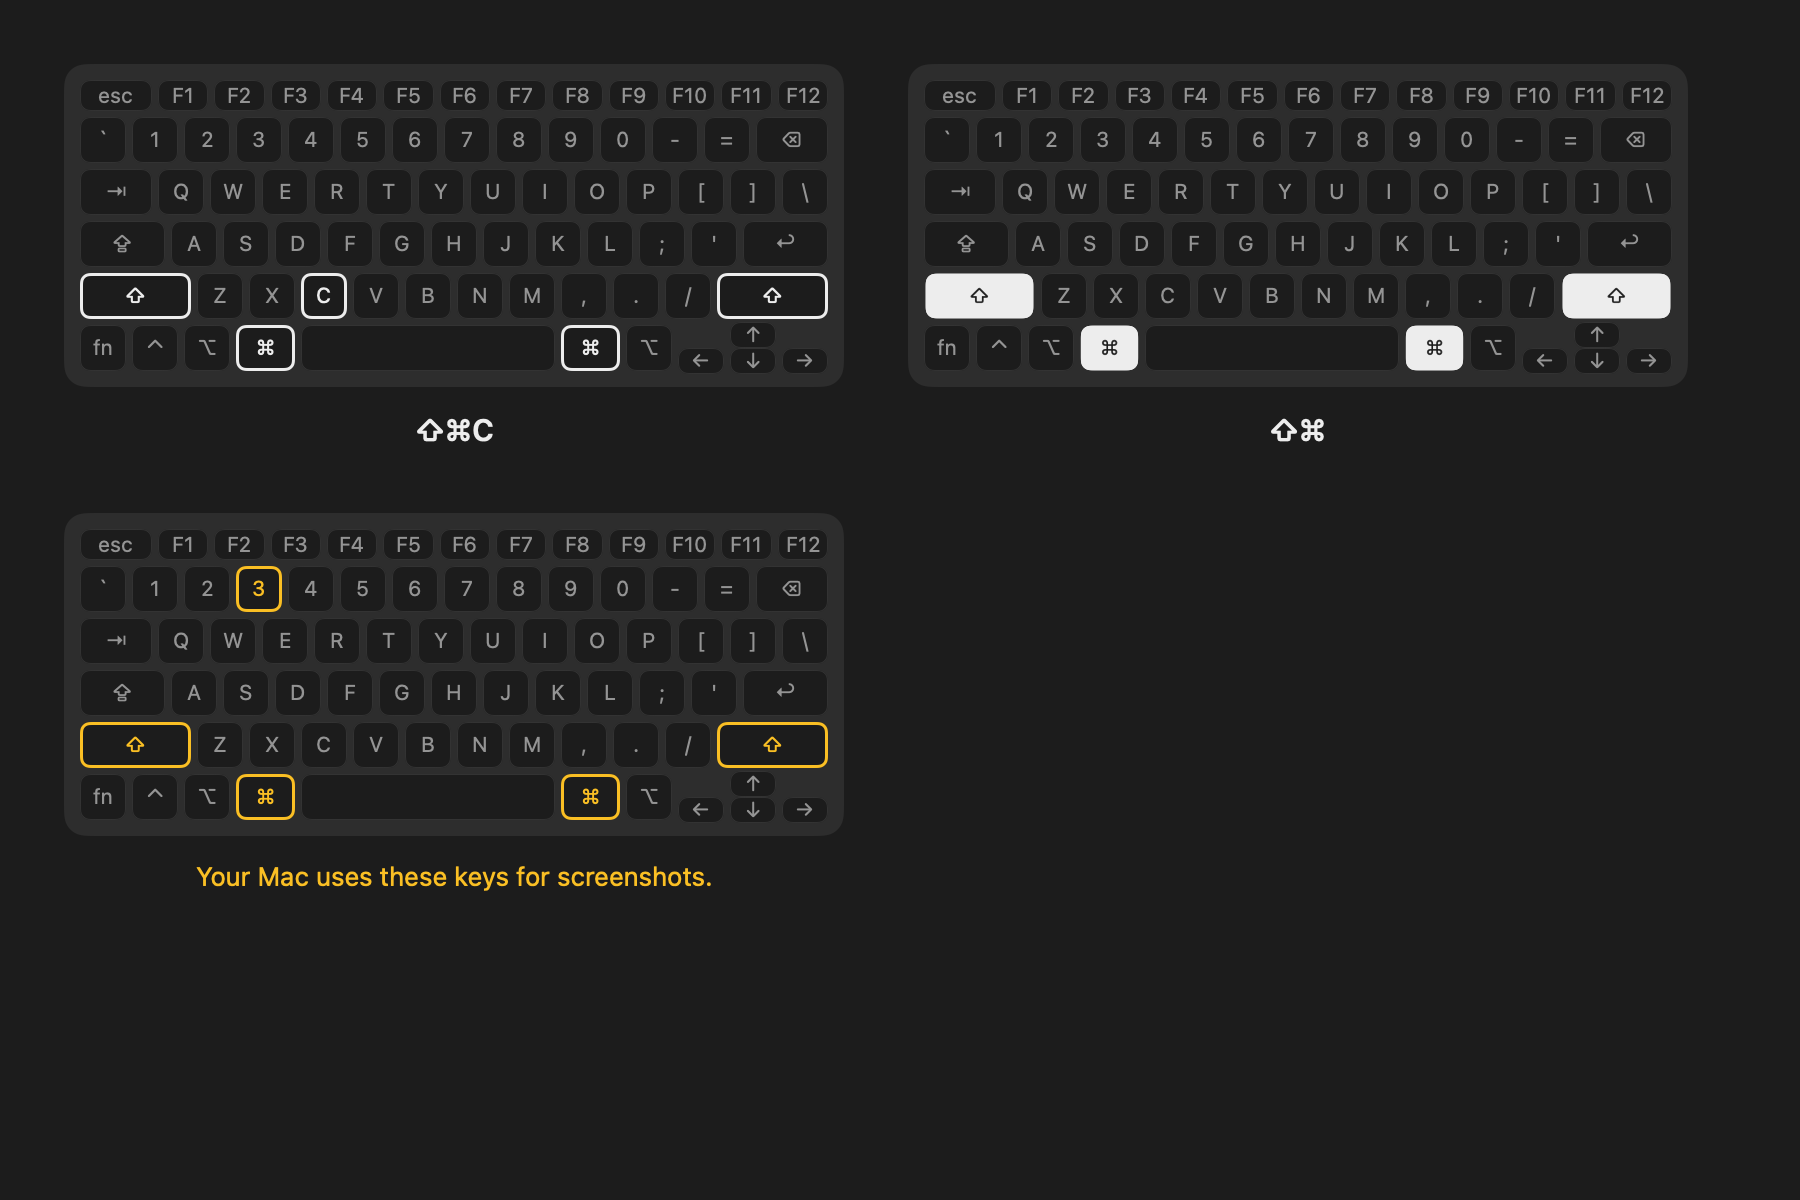 esc F1 F2 F3 F4 F5 F6 F7 F8 F9 F10 F11 F12
` 1 2 3 4 5 6 7 8 9 0 - = ⌫
⇥ Q W E R T Y U I O P [ ] \
⇪ A S D F G H J K L ; ' ↩
⇧ Z X C V B N M , . / ⇧
fn ^ ⌥ ⌘ ⌘ ⌥ ← ↑ ↓ →
⇧⌘C
esc F1 F2 F3 F4 F5 F6 F7 F8 F9 F10 F11 F12
` 1 2 3 4 5 6 7 8 9 0 - = ⌫
⇥ Q W E R T Y U I O P [ ] \
⇪ A S D F G H J K L ; ' ↩
⇧ Z X C V B N M , . / ⇧
fn ^ ⌥ ⌘ ⌘ ⌥ ← ↑ ↓ →
⇧⌘
esc F1 F2 F3 F4 F5 F6 F7 F8 F9 F10 F11 F12
` 1 2 3 4 5 6 7 8 9 0 - = ⌫
⇥ Q W E R T Y U I O P [ ] \
⇪ A S D F G H J K L ; ' ↩
⇧ Z X C V B N M , . / ⇧
fn ^ ⌥ ⌘ ⌘ ⌥ ← ↑ ↓ →
Your Mac uses these keys for screenshots.